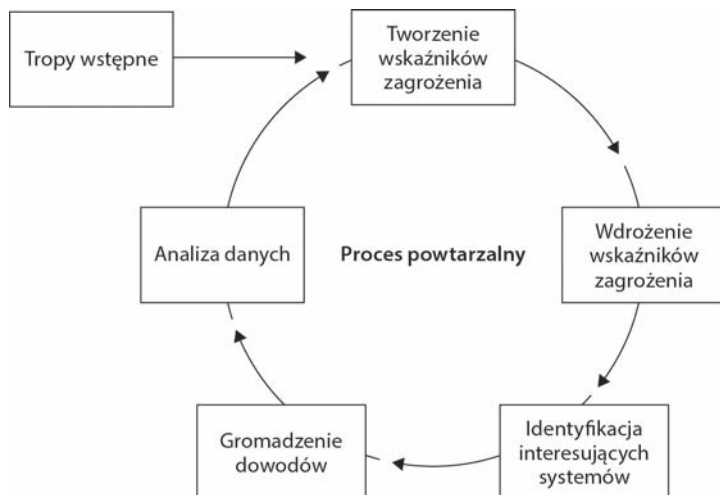 Tropy wstępne
Tworzenie
wskaźników
zagrożenia
Analiza danych
Proces powtarzalny
Wdrożenie
wskaźników
zagrożenia
Gromadzenie
dowodów
Identyfikacja
interesujących
systemów